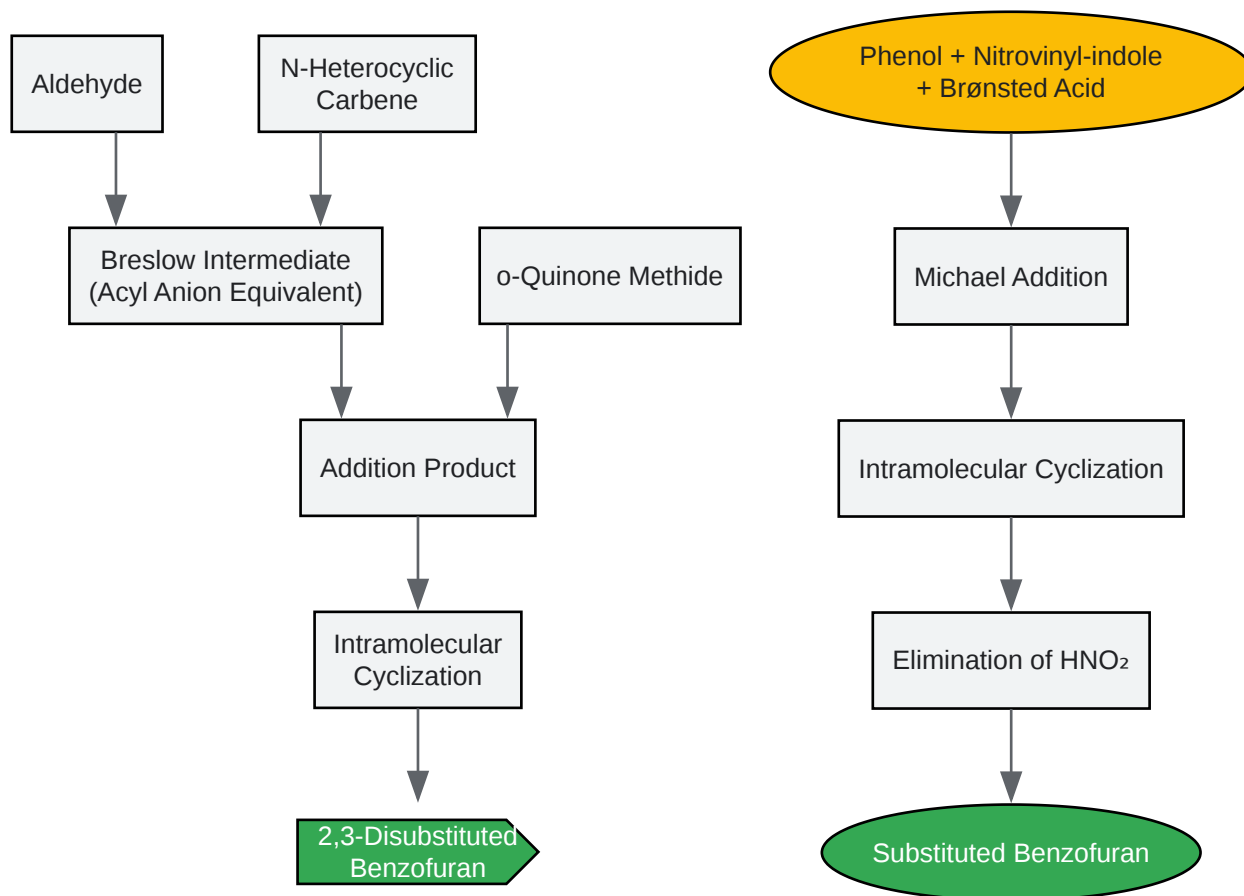 Aldehyde
N-Heterocyclic
Carbene
Breslow Intermediate
(Acyl Anion Equivalent)
o-Quinone Methide
Addition Product
Intramolecular
Cyclization
2,3-Disubstituted
Benzofuran
Phenol + Nitrovinyl-indole
+ Brønsted Acid
Michael Addition
Intramolecular Cyclization
Elimination of HNO₂
Substituted Benzofuran